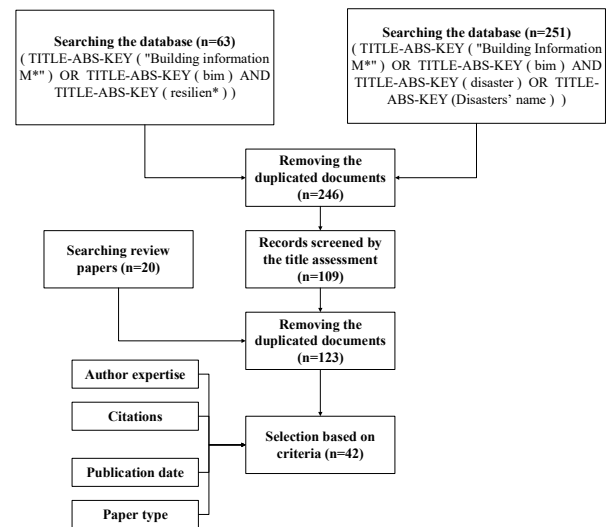 Searching the database (n=63)
( TITLE-ABS-KEY ( "Building information
M*" ) OR TITLE-ABS-KEY ( bim ) AND
TITLE-ABS-KEY ( resilien* ) )
Searching the database (n=251)
( TITLE-ABS-KEY ( "Building Information
M*" ) OR TITLE-ABS-KEY ( bim ) AND
TITLE-ABS-KEY ( disaster ) OR TITLE-
ABS-KEY (Disasters' name ) )
Removing the
duplicated documents
(n=246)
Searching review
papers (n=20)
Records screened by
the title assessment
(n=109)
Removing the
duplicated documents
(n=123)
Author expertise
Citations
Publication date
Paper type
Selection based on
criteria (n=42)